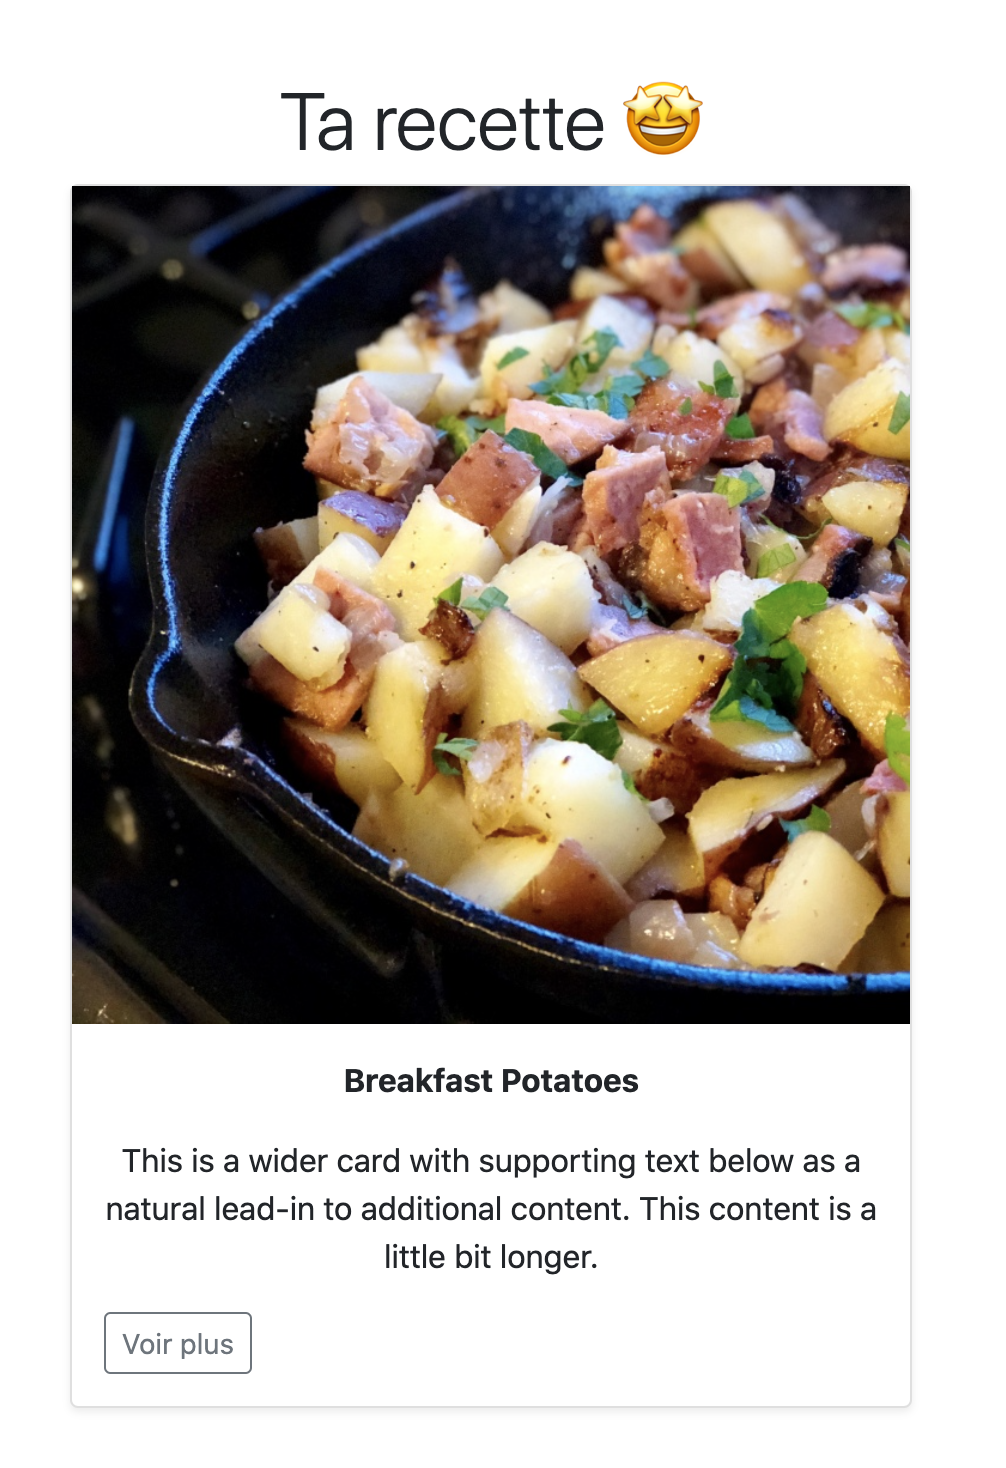 Ta recette 🤩
Breakfast Potatoes
This is a wider card with supporting text below as a
natural lead-in to additional content. This content is a
little bit longer.
Voir plus